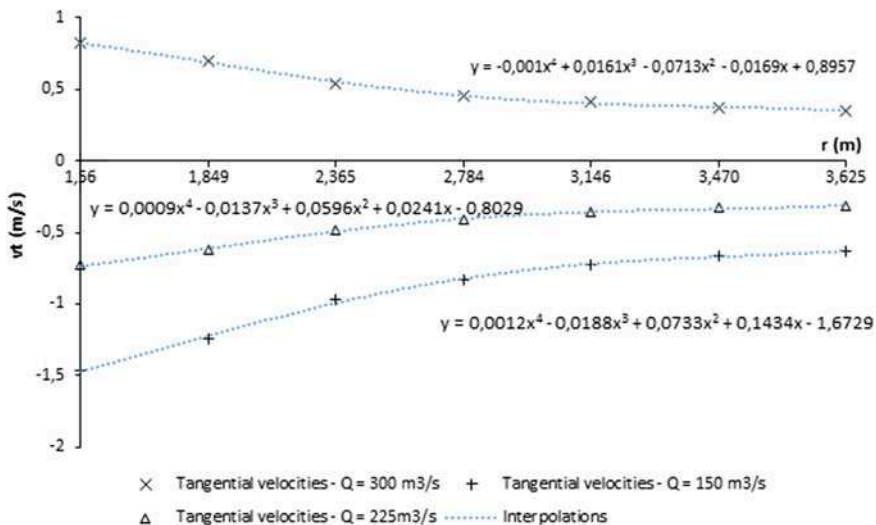 1
y = -0,001x⁴ + 0,0161x³ - 0,0713x² - 0,0169x + 0,8957
0,5
r (m)
0
1,56 1,849 2,365 2,784 3,146 3,470 3,625
y = 0,0009x⁴ - 0,0137x³ + 0,0596x² + 0,0241x - 0,8029
-0,5
vt (m/s)
-1
y = 0,0012x⁴ - 0,0188x³ + 0,0733x² + 0,1434x - 1,6729
-1,5
-2
Tangential velocities - Q = 300 m3/s Tangential velocities - Q = 150 m3/s
Tangential velocities - Q = 225m3/s Interpolations